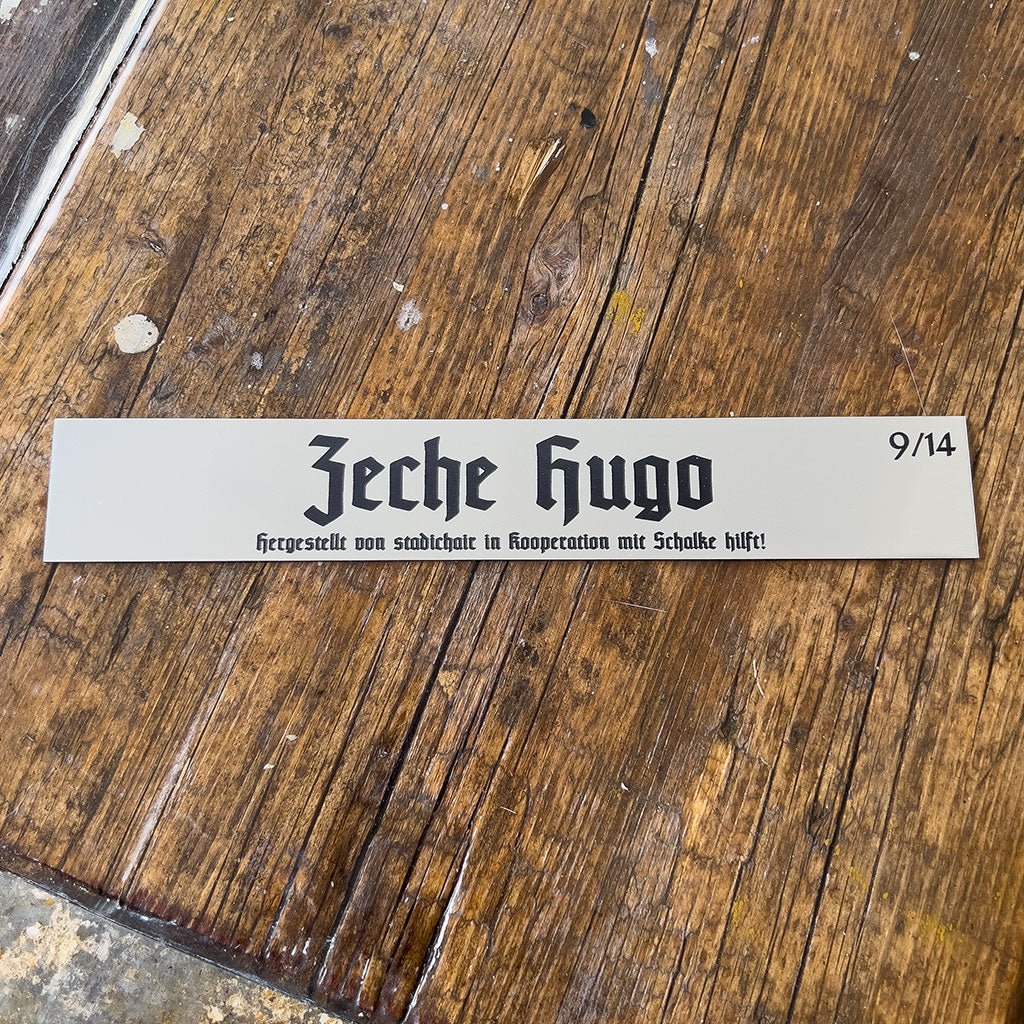 Zeche Hugo
9/14
Hergestellt von stadichair in Kooperation mit Schalke hilft!